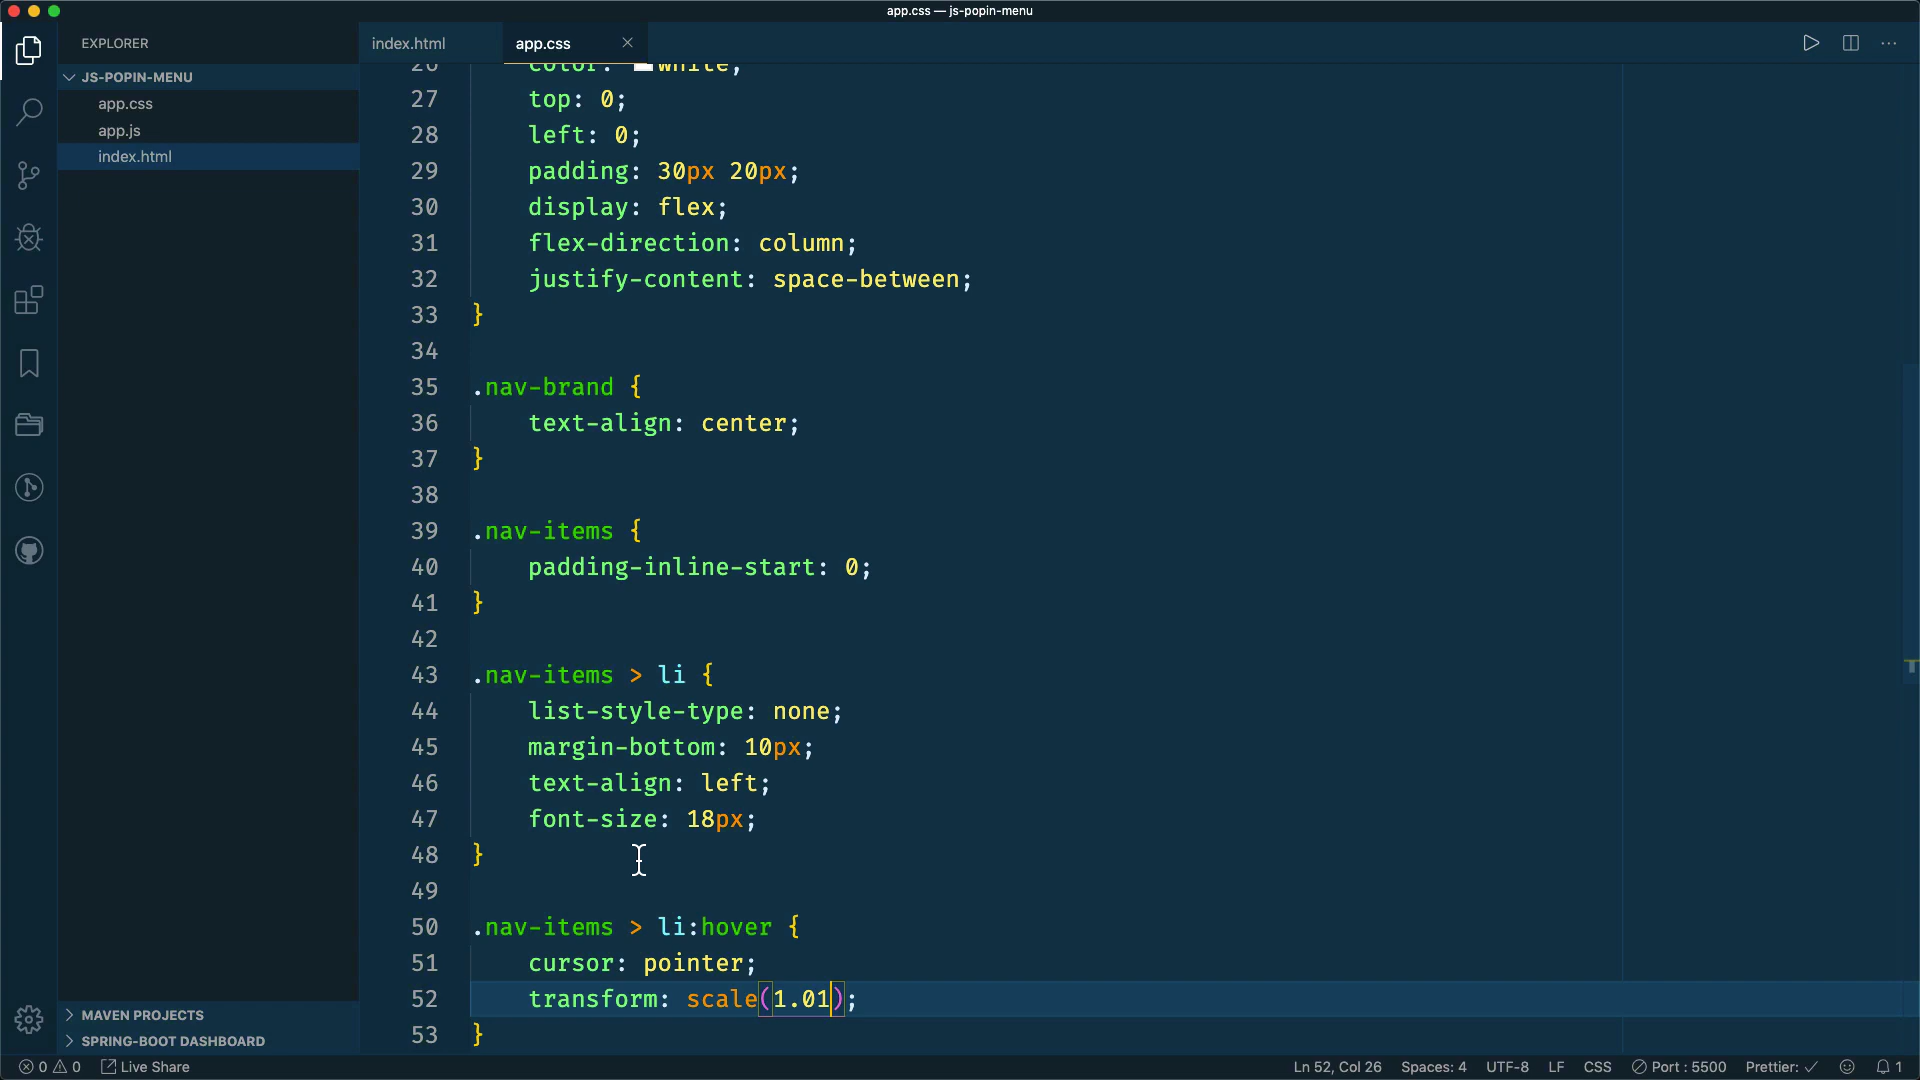 app.css — js-popin-menu
EXPLORER
index.html
app.css
JS-POPIN-MENU
app.css
app.js
index.html
MAVEN PROJECTS
SPRING-BOOT DASHBOARD
26 color: white;
27 top: 0;
28 left: 0;
29 padding: 30px 20px;
30 display: flex;
31 flex-direction: column;
32 justify-content: space-between;
33 }
34
35 .nav-brand {
36 text-align: center;
37 }
38
39 .nav-items {
40 padding-inline-start: 0;
41 }
42
43 .nav-items > li {
44 list-style-type: none;
45 margin-bottom: 10px;
46 text-align: left;
47 font-size: 18px;
48 }
49
50 .nav-items > li:hover {
51 cursor: pointer;
52 transform: scale(1.01);
53 }
0 0 Live Share Ln 52, Col 26 Spaces: 4 UTF-8 LF CSS Port : 5500 Prettier: ✓ 1